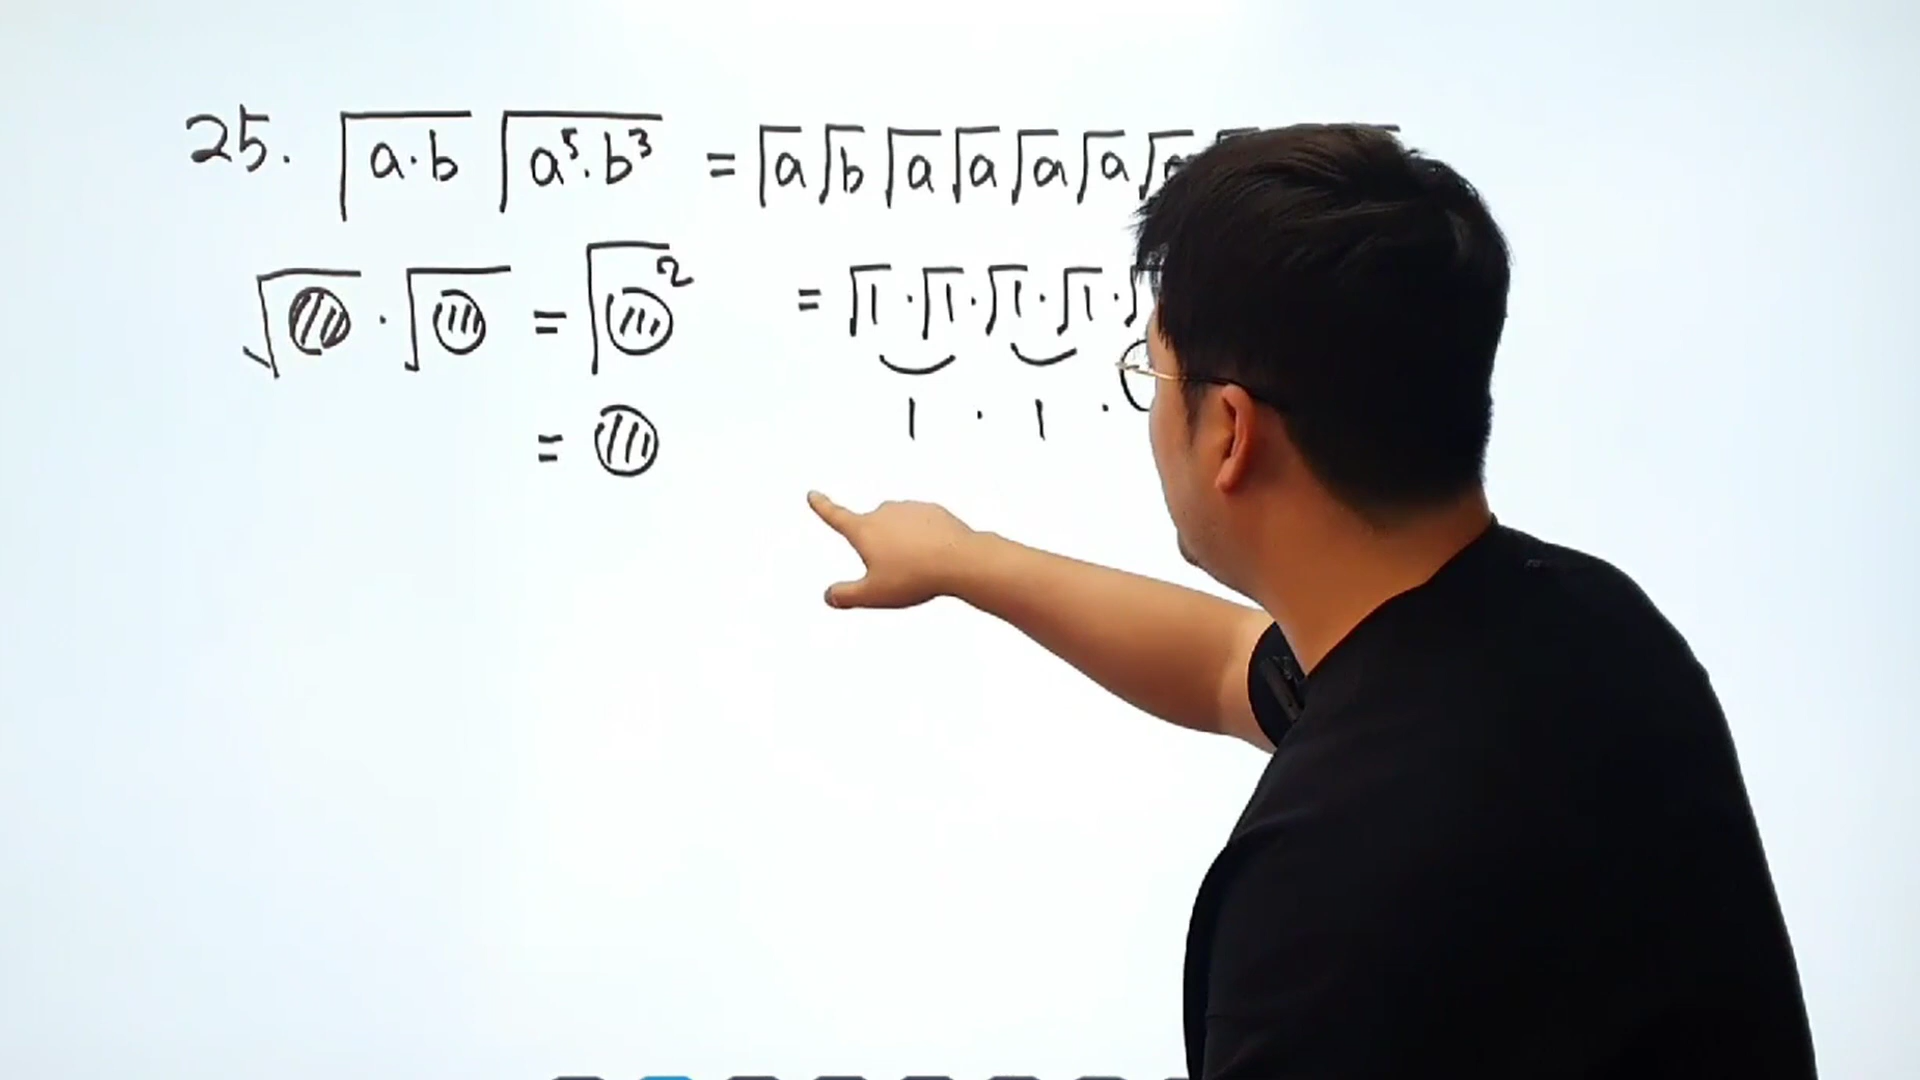 25. √a·b √a⁵·b³ = √a √b √a √a √a √a
√ · √ = √ ² = √1 · √1 · √1 · √1 ·
= 1 · 1 ·